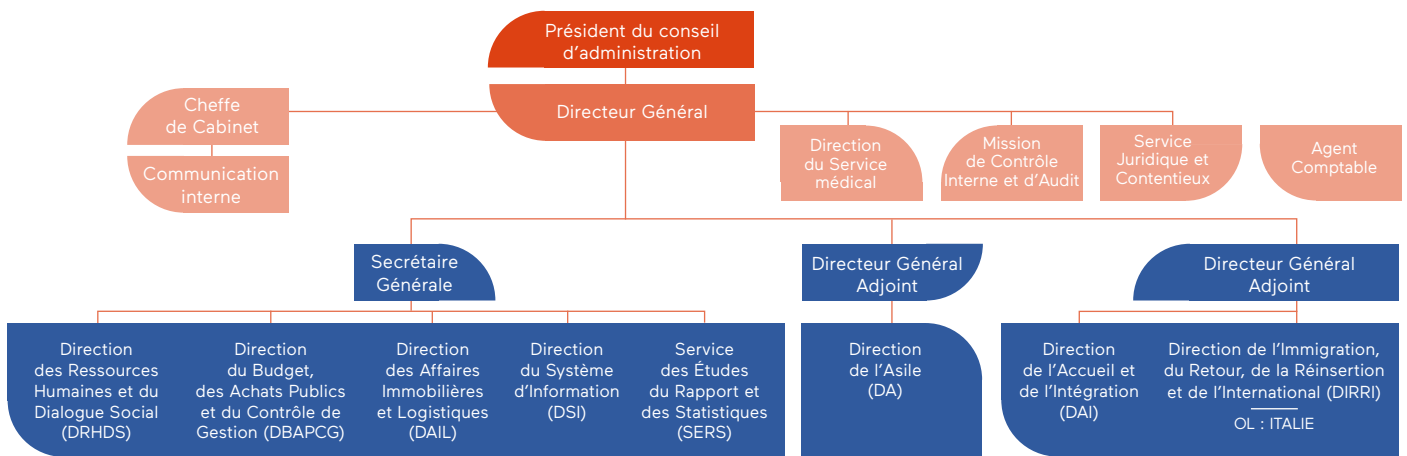 Président du conseil
d’administration
Directeur Général
Cheffe
de Cabinet
Communication
interne
Direction
du Service
médical
Mission
de Contrôle
Interne et d’Audit
Service
Juridique et
Contentieux
Agent
Comptable
Secrétaire
Générale
Directeur Général
Adjoint
Directeur Général
Adjoint
Direction
des Ressources
Humaines et du
Dialogue Social
(DRHDS)
Direction
du Budget,
des Achats Publics
et du Contrôle de
Gestion (DBAPCG)
Direction
des Affaires
Immobilières
et Logistiques
(DAIL)
Direction
du Système
d’Information
(DSI)
Service
des Études
du Rapport et
des Statistiques
(SERS)
Direction
de l’Asile
(DA)
Direction
de l’Accueil et
de l’Intégration
(DAI)
Direction de l’Immigration,
du Retour, de la Réinsertion
et de l’International (DIRRI)
OL : ITALIE